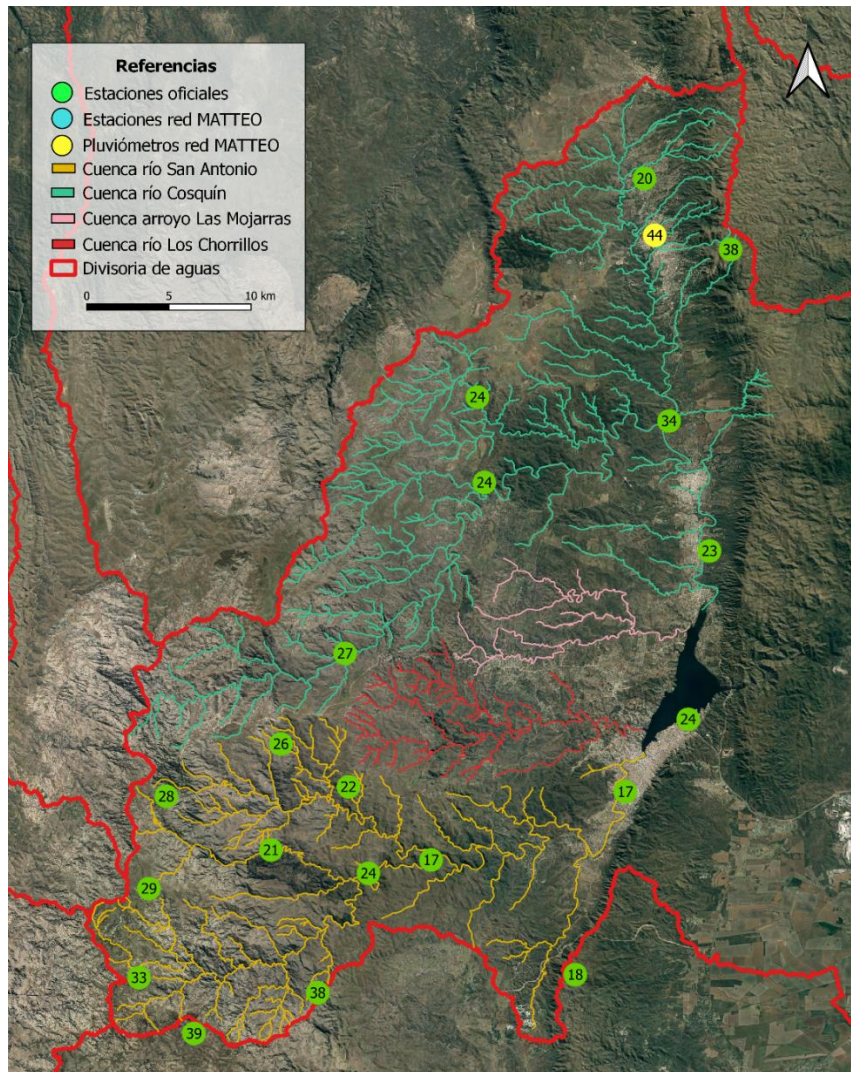 Referencias
Estaciones oficiales
Estaciones red MATTEO
Pluviómetros red MATTEO
Cuenca río San Antonio
Cuenca río Cosquín
Cuenca arroyo Las Mojarras
Cuenca río Los Chorrillos
Divisoria de aguas
0 5 10 km
20
44
38
24
34
24
23
27
24
26
22
28
17
21
17
24
29
18
33
38
39